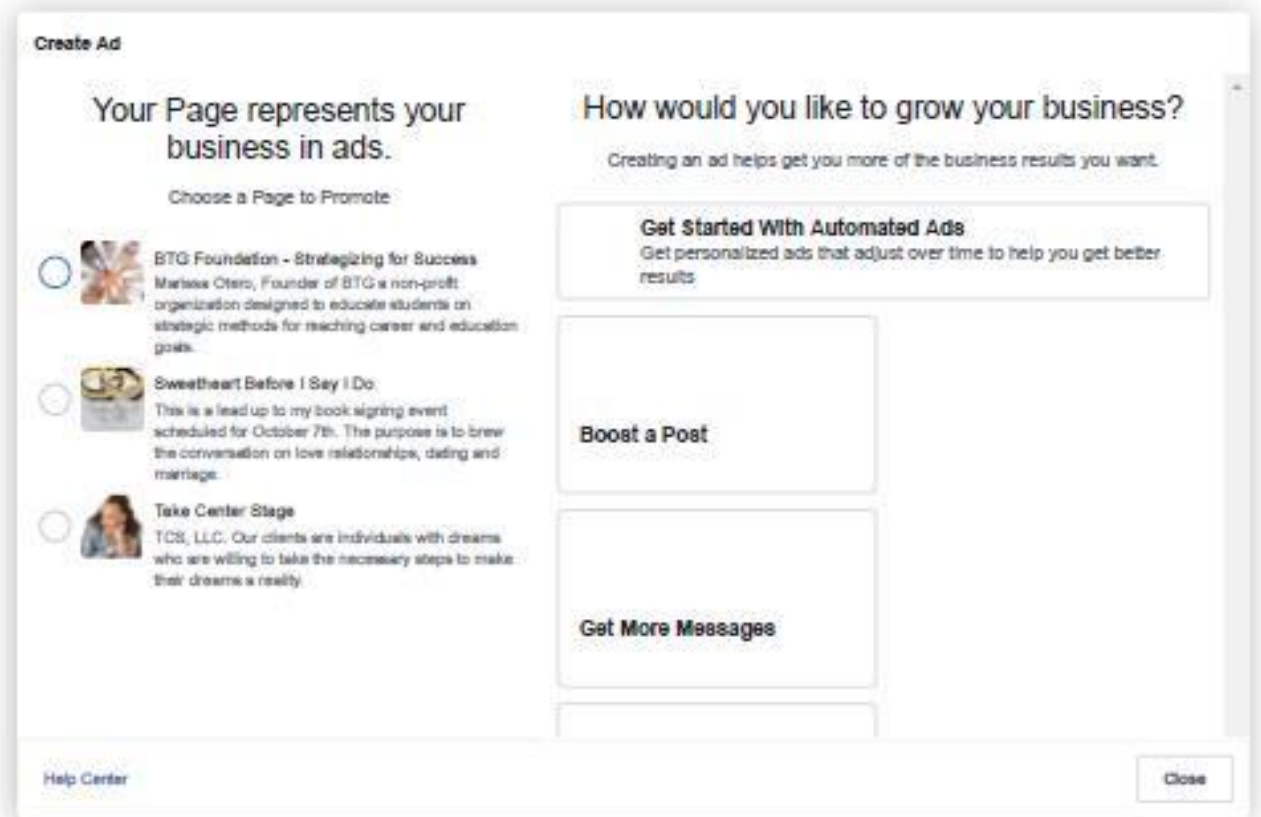 Create Ad
Your Page represents your
business in ads.
Choose a Page to Promote
BTG Foundation - Strategizing for Success
Marissa Otero, Founder of BTG a non-profit
organization designed to educate students on
strategic methods for reaching career and education
goals.
Sweetheart Before I Say I Do
This is a lead up to my book signing event
scheduled for October 7th. The purpose is to brew
the conversation on love relationships, dating and
marriage.
Take Center Stage
TCS, LLC. Our clients are individuals with dreams
who are willing to take the necessary steps to make
their dreams a reality.
How would you like to grow your business?
Creating an ad helps get you more of the business results you want.
Get Started With Automated Ads
Get personalized ads that adjust over time to help you get better
results
Boost a Post
Get More Messages
Help Center
Close